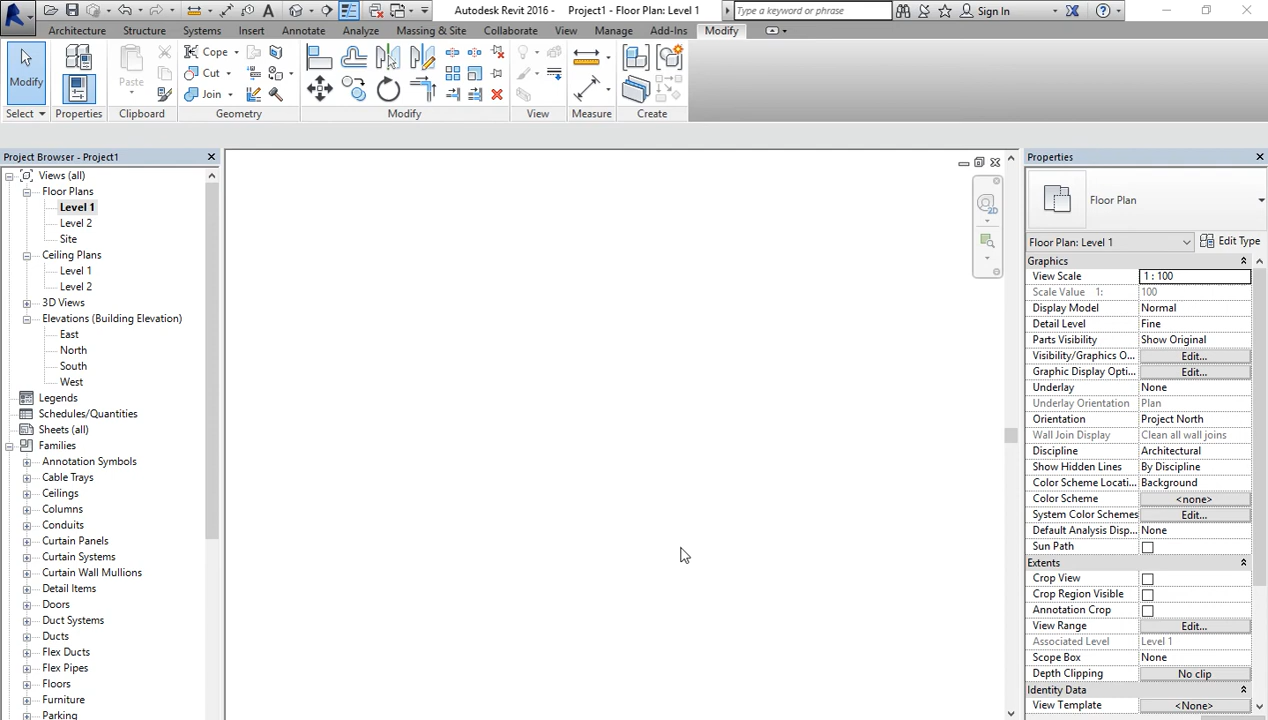 Autodesk Revit 2016 - Project1 - Floor Plan: Level 1
Type a keyword or phrase
Sign In
Architecture Structure Systems Insert Annotate Analyze Massing & Site Collaborate View Manage Add-Ins Modify
Modify
Paste
Cope
Cut
Join
Select Properties Clipboard Geometry Modify View Measure Create
Project Browser - Project1
Views (all)
Floor Plans
Level 1
Level 2
Site
Ceiling Plans
Level 1
Level 2
3D Views
Elevations (Building Elevation)
East
North
South
West
Legends
Schedules/Quantities
Sheets (all)
Families
Annotation Symbols
Cable Trays
Ceilings
Columns
Conduits
Curtain Panels
Curtain Systems
Curtain Wall Mullions
Detail Items
Doors
Duct Systems
Ducts
Flex Ducts
Flex Pipes
Floors
Furniture
Parking
2D
Properties
Floor Plan
Floor Plan: Level 1 Edit Type
Graphics
View Scale 1 : 100
Scale Value 1: 100
Display Model Normal
Detail Level Fine
Parts Visibility Show Original
Visibility/Graphics O... Edit...
Graphic Display Opti... Edit...
Underlay None
Underlay Orientation Plan
Orientation Project North
Wall Join Display Clean all wall joins
Discipline Architectural
Show Hidden Lines By Discipline
Color Scheme Locati... Background
Color Scheme <none>
System Color Schemes Edit...
Default Analysis Disp... None
Sun Path
Extents
Crop View
Crop Region Visible
Annotation Crop
View Range Edit...
Associated Level Level 1
Scope Box None
Depth Clipping No clip
Identity Data
View Template <None>